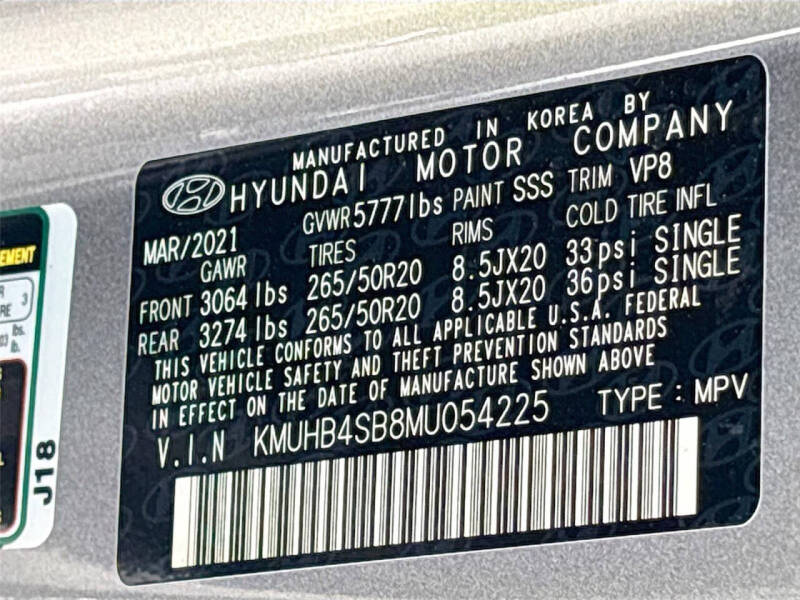 MANUFACTURED IN KOREA BY
HYUNDAI MOTOR COMPANY
MAR/2021 GVWR 5777lbs PAINT SSS TRIM VP8
GAWR TIRES RIMS COLD TIRE INFL
FRONT 3064 lbs 265/50R20 8.5JX20 33psi SINGLE
REAR 3274 lbs 265/50R20 8.5JX20 36psi SINGLE
THIS VEHICLE CONFORMS TO ALL APPLICABLE U.S.A. FEDERAL
MOTOR VEHICLE SAFETY AND THEFT PREVENTION STANDARDS
IN EFFECT ON THE DATE OF MANUFACTURE SHOWN ABOVE
V.I.N KMUHB4SB8MU054225 TYPE : MPV
EMENT
3
lbs.
J18